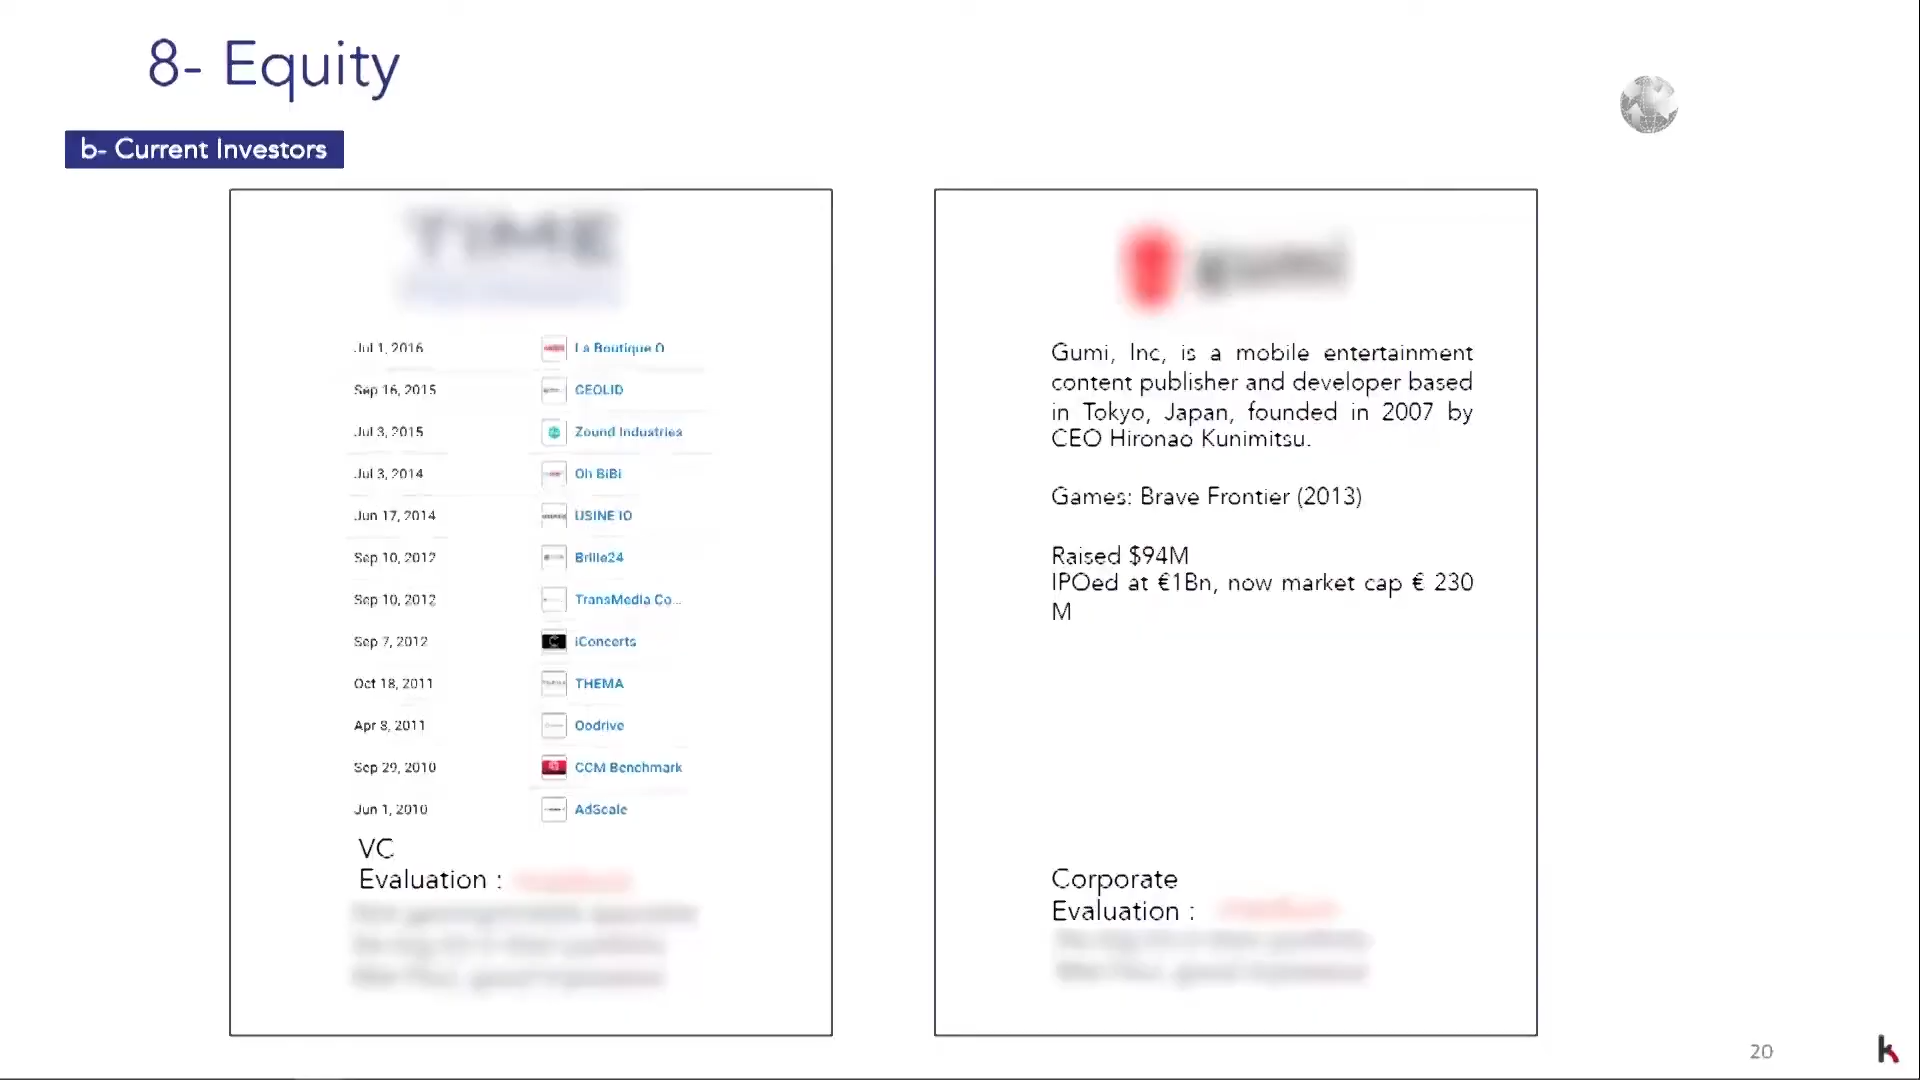 8- Equity
b- Current Investors
TIME
Jul 1, 2016 La Boutique O
Sep 16, 2015 GEOLID
Jul 3, 2015 Zound Industries
Jul 3, 2014 Oh BiBi
Jun 17, 2014 USINE IO
Sep 10, 2012 Brille24
Sep 10, 2012 TransMedia Co...
Sep 7, 2012 iConcerts
Oct 18, 2011 THEMA
Apr 8, 2011 Oodrive
Sep 29, 2010 CCM Benchmark
Jun 1, 2010 AdScale
VC
Evaluation :
gumi
Gumi, Inc, is a mobile entertainment
content publisher and developer based
in Tokyo, Japan, founded in 2007 by
CEO Hironao Kunimitsu.
Games: Brave Frontier (2013)
Raised $94M
IPOed at €1Bn, now market cap € 230
M
Corporate
Evaluation :
20
k